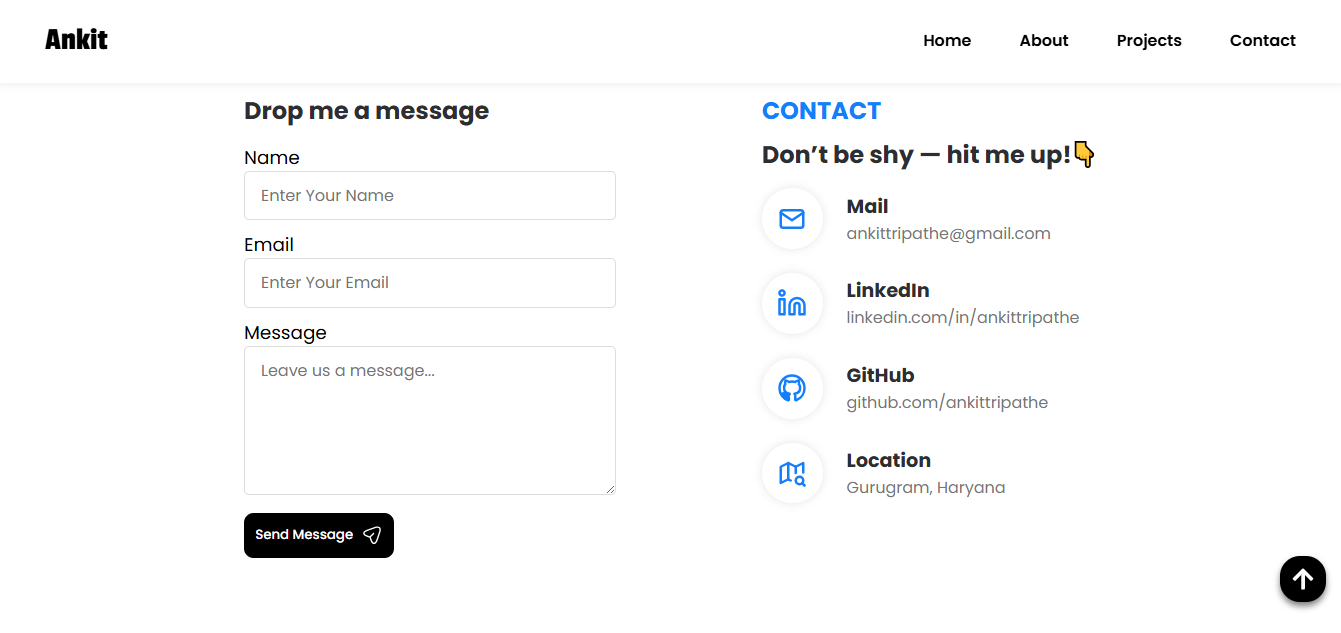 Ankit
Home About Projects Contact
Drop me a message
Name
Enter Your Name
Email
Enter Your Email
Message
Leave us a message...
Send Message
CONTACT
Don’t be shy — hit me up!👇
Mail
ankittripathe@gmail.com
LinkedIn
linkedin.com/in/ankittripathe
GitHub
github.com/ankittripathe
Location
Gurugram, Haryana